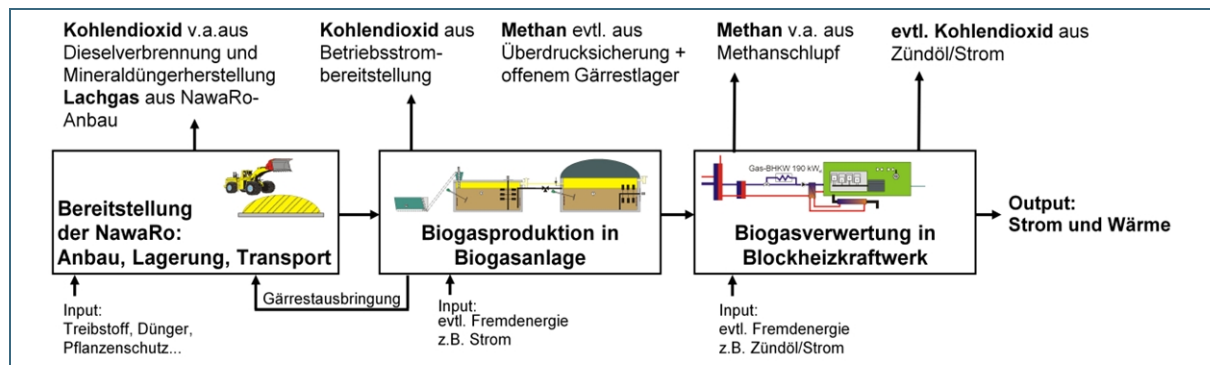 Kohlendioxid v.a.aus
Dieselverbrennung und
Mineraldüngerherstellung
Lachgas aus NawaRo-
Anbau
Kohlendioxid aus
Betriebsstrom-
bereitstellung
Methan evtl. aus
Überdrucksicherung +
offenem Gärrestlager
Methan v.a. aus
Methanschlupf
evtl. Kohlendioxid aus
Zündöl/Strom
Bereitstellung
der NawaRo:
Anbau, Lagerung, Transport
Biogasproduktion in
Biogasanlage
Gas-BHKW 190 kWel
Biogasverwertung in
Blockheizkraftwerk
Output:
Strom und Wärme
Gärrestausbringung
Input:
Treibstoff, Dünger,
Pflanzenschutz...
Input:
evtl. Fremdenergie
z.B. Strom
Input:
evtl. Fremdenergie
z.B. Zündöl/Strom